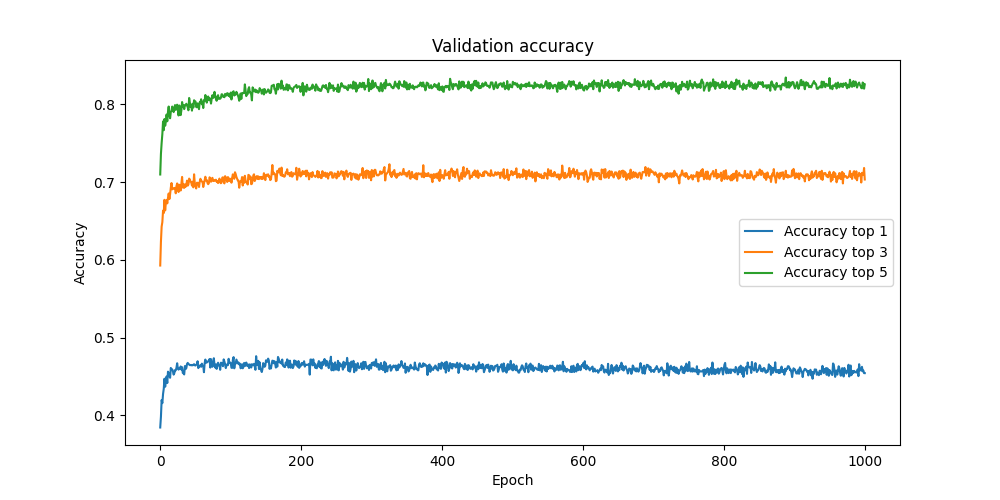 Validation accuracy
Accuracy
0.8
0.7
0.6
0.5
0.4
Accuracy top 1
Accuracy top 3
Accuracy top 5
0
200
400
600
800
1000
Epoch